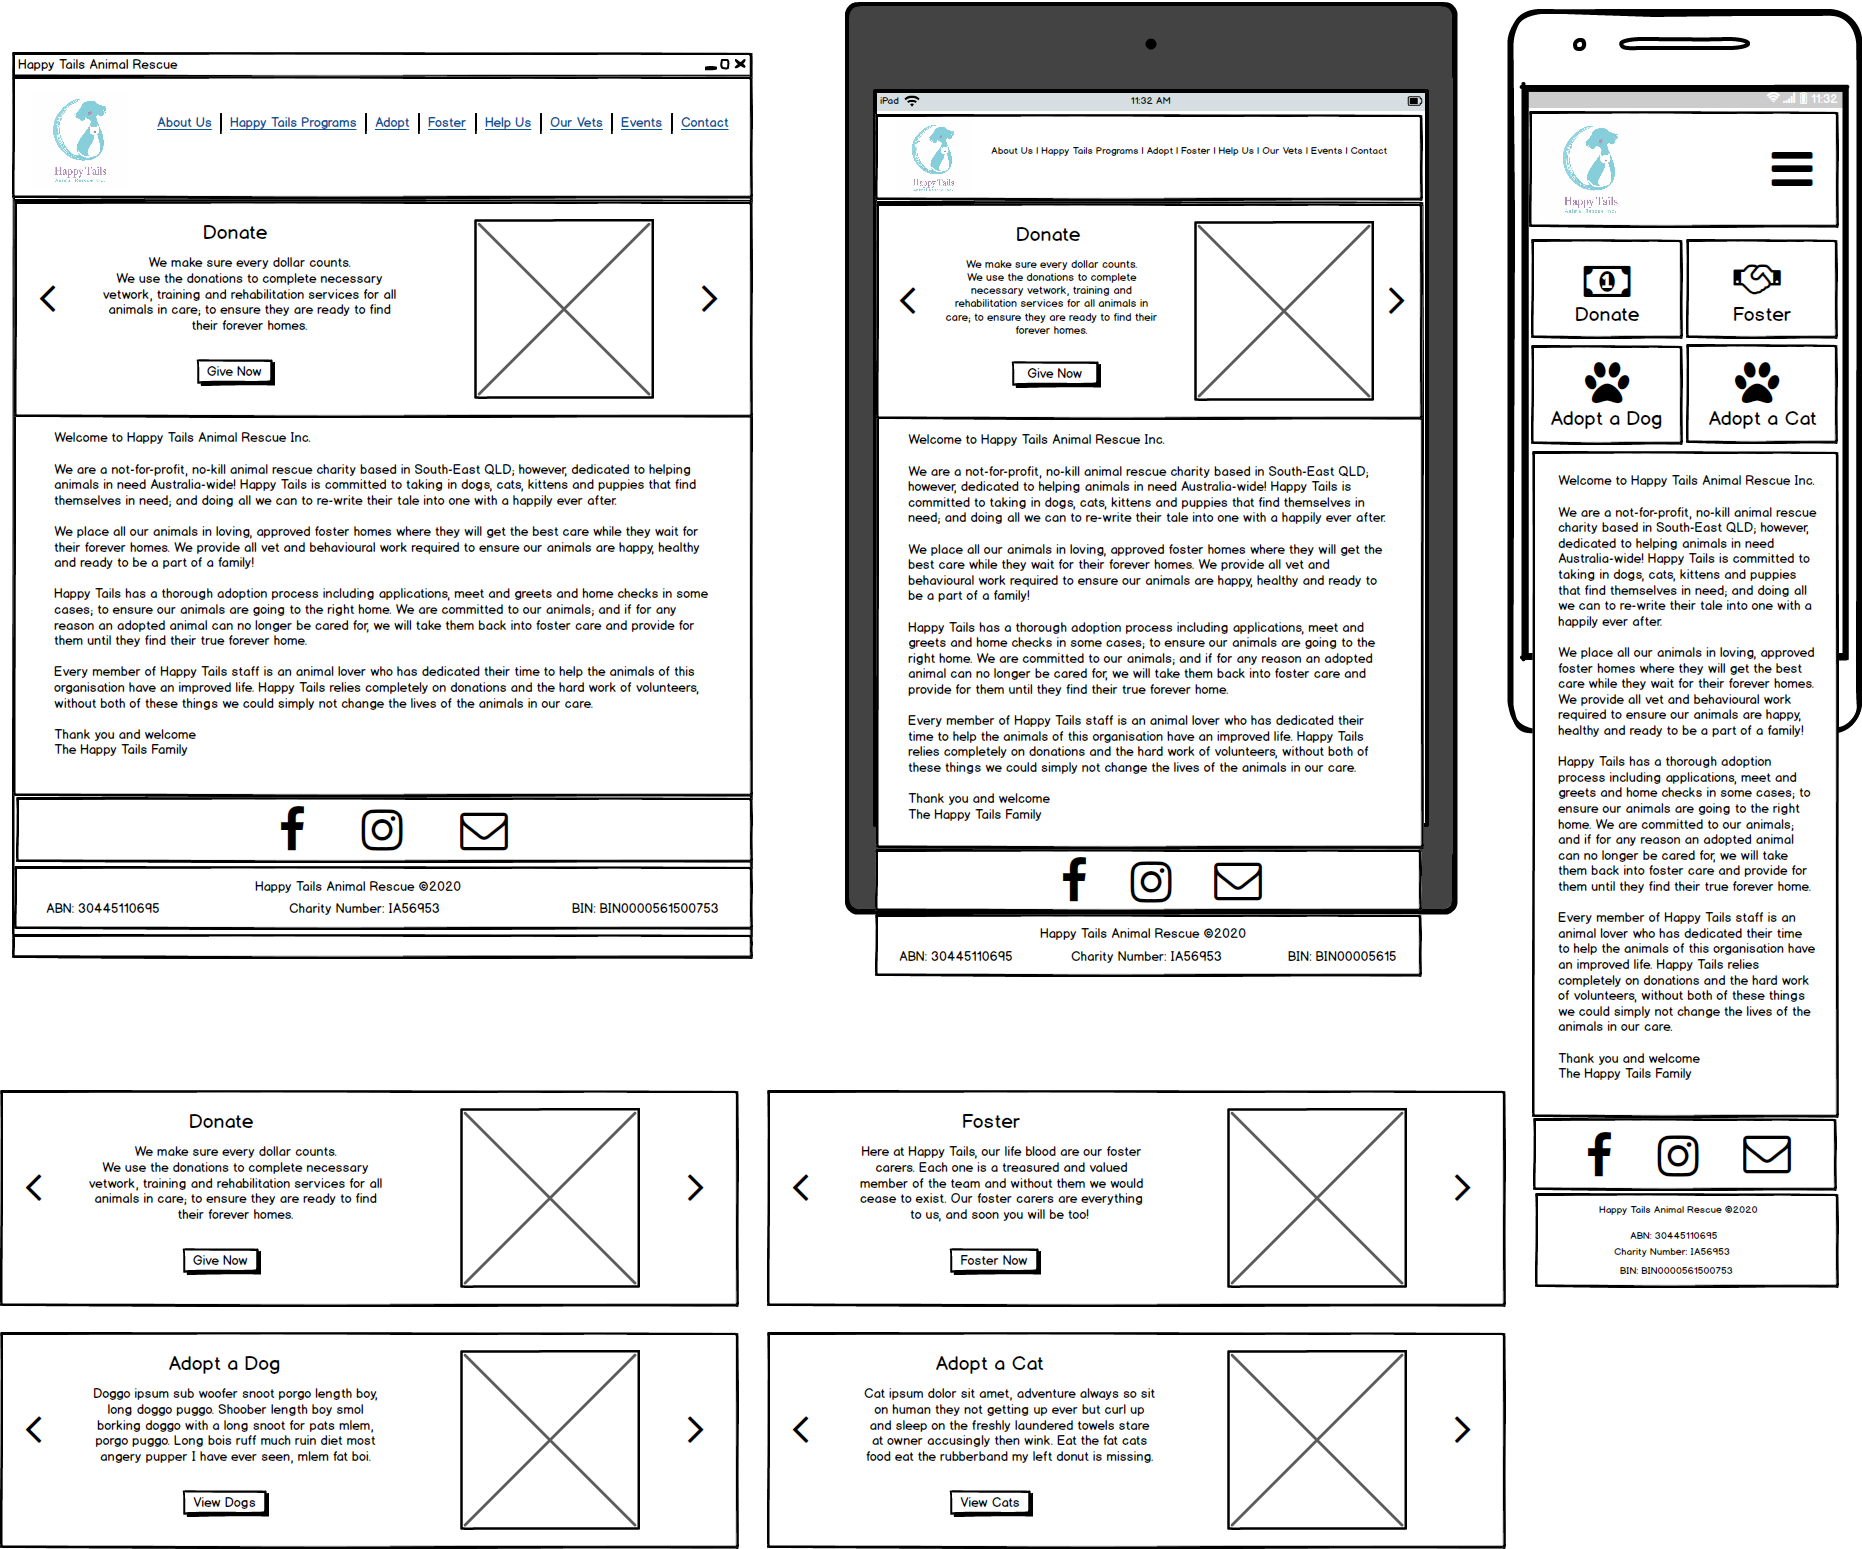 Happy Tails Animal Rescue
Happy Tails
Animal Rescue Inc.
About Us | Happy Tails Programs | Adopt | Foster | Help Us | Our Vets | Events | Contact
Donate
We make sure every dollar counts.
We use the donations to complete necessary
vetwork, training and rehabilitation services for all
animals in care; to ensure they are ready to find
their forever homes.
Give Now
Welcome to Happy Tails Animal Rescue Inc.
We are a not-for-profit, no-kill animal rescue charity based in South-East QLD; however, dedicated to helping
animals in need Australia-wide! Happy Tails is committed to taking in dogs, cats, kittens and puppies that find
themselves in need; and doing all we can to re-write their tale into one with a happily ever after.
We place all our animals in loving, approved foster homes where they will get the best care while they wait for
their forever homes. We provide all vet and behavioural work required to ensure our animals are happy, healthy
and ready to be a part of a family!
Happy Tails has a thorough adoption process including applications, meet and greets and home checks in some
cases; to ensure our animals are going to the right home. We are committed to our animals; and if for any
reason an adopted animal can no longer be cared for, we will take them back into foster care and provide for
them until they find their true forever home.
Every member of Happy Tails staff is an animal lover who has dedicated their time to help the animals of this
organisation have an improved life. Happy Tails relies completely on donations and the hard work of volunteers,
without both of these things we could simply not change the lives of the animals in our care.
Thank you and welcome
The Happy Tails Family
Happy Tails Animal Rescue ©2020
ABN: 30445110695 Charity Number: IA56953 BIN: BIN0000561500753
iPad 11:32 AM
Happy Tails
About Us | Happy Tails Programs | Adopt | Foster | Help Us | Our Vets | Events | Contact
Donate
We make sure every dollar counts.
We use the donations to complete
necessary vetwork, training and
rehabilitation services for all animals in
care; to ensure they are ready to find their
forever homes.
Give Now
Welcome to Happy Tails Animal Rescue Inc.
We are a not-for-profit, no-kill animal rescue charity based in South-East QLD;
however, dedicated to helping animals in need Australia-wide! Happy Tails is
committed to taking in dogs, cats, kittens and puppies that find themselves in
need; and doing all we can to re-write their tale into one with a happily ever after.
We place all our animals in loving, approved foster homes where they will get the
best care while they wait for their forever homes. We provide all vet and
behavioural work required to ensure our animals are happy, healthy and ready to
be a part of a family!
Happy Tails has a thorough adoption process including applications, meet and
greets and home checks in some cases; to ensure our animals are going to the
right home. We are committed to our animals; and if for any reason an adopted
animal can no longer be cared for, we will take them back into foster care and
provide for them until they find their true forever home.
Every member of Happy Tails staff is an animal lover who has dedicated their
time to help the animals of this organisation have an improved life. Happy Tails
relies completely on donations and the hard work of volunteers, without both of
these things we could simply not change the lives of the animals in our care.
Thank you and welcome
The Happy Tails Family
Happy Tails Animal Rescue ©2020
ABN: 30445110695 Charity Number: IA56953 BIN: BIN00005615
11:32
Happy Tails
Animal Rescue Inc.
Donate
Foster
Adopt a Dog
Adopt a Cat
Welcome to Happy Tails Animal Rescue Inc.
We are a not-for-profit, no-kill animal rescue
charity based in South-East QLD; however,
dedicated to helping animals in need
Australia-wide! Happy Tails is committed to
taking in dogs, cats, kittens and puppies
that find themselves in need; and doing all
we can to re-write their tale into one with a
happily ever after.
We place all our animals in loving, approved
foster homes where they will get the best
care while they wait for their forever homes.
We provide all vet and behavioural work
required to ensure our animals are happy,
healthy and ready to be a part of a family!
Happy Tails has a thorough adoption
process including applications, meet and
greets and home checks in some cases; to
ensure our animals are going to the right
home. We are committed to our animals;
and if for any reason an adopted animal
can no longer be cared for, we will take
them back into foster care and provide for
them until they find their true forever home.
Every member of Happy Tails staff is an
animal lover who has dedicated their time
to help the animals of this organisation have
an improved life. Happy Tails relies
completely on donations and the hard work
of volunteers, without both of these things
we could simply not change the lives of the
animals in our care.
Thank you and welcome
The Happy Tails Family
Happy Tails Animal Rescue ©2020
ABN: 30445110695
Charity Number: IA56953
BIN: BIN0000561500753
Donate
We make sure every dollar counts.
We use the donations to complete necessary
vetwork, training and rehabilitation services for all
animals in care; to ensure they are ready to find
their forever homes.
Give Now
Foster
Here at Happy Tails, our life blood are our foster
carers. Each one is a treasured and valued
member of the team and without them we would
cease to exist. Our foster carers are everything
to us, and soon you will be too!
Foster Now
Adopt a Dog
Doggo ipsum sub woofer snoot porgo length boy,
long doggo puggo. Shoober length boy smol
borking doggo with a long snoot for pats mlem,
porgo puggo. Long bois ruff much ruin diet most
angery pupper I have ever seen, mlem fat boi.
View Dogs
Adopt a Cat
Cat ipsum dolor sit amet, adventure always so sit
on human they not getting up ever but curl up
and sleep on the freshly laundered towels stare
at owner accusingly then wink. Eat the fat cats
food eat the rubberband my left donut is missing.
View Cats